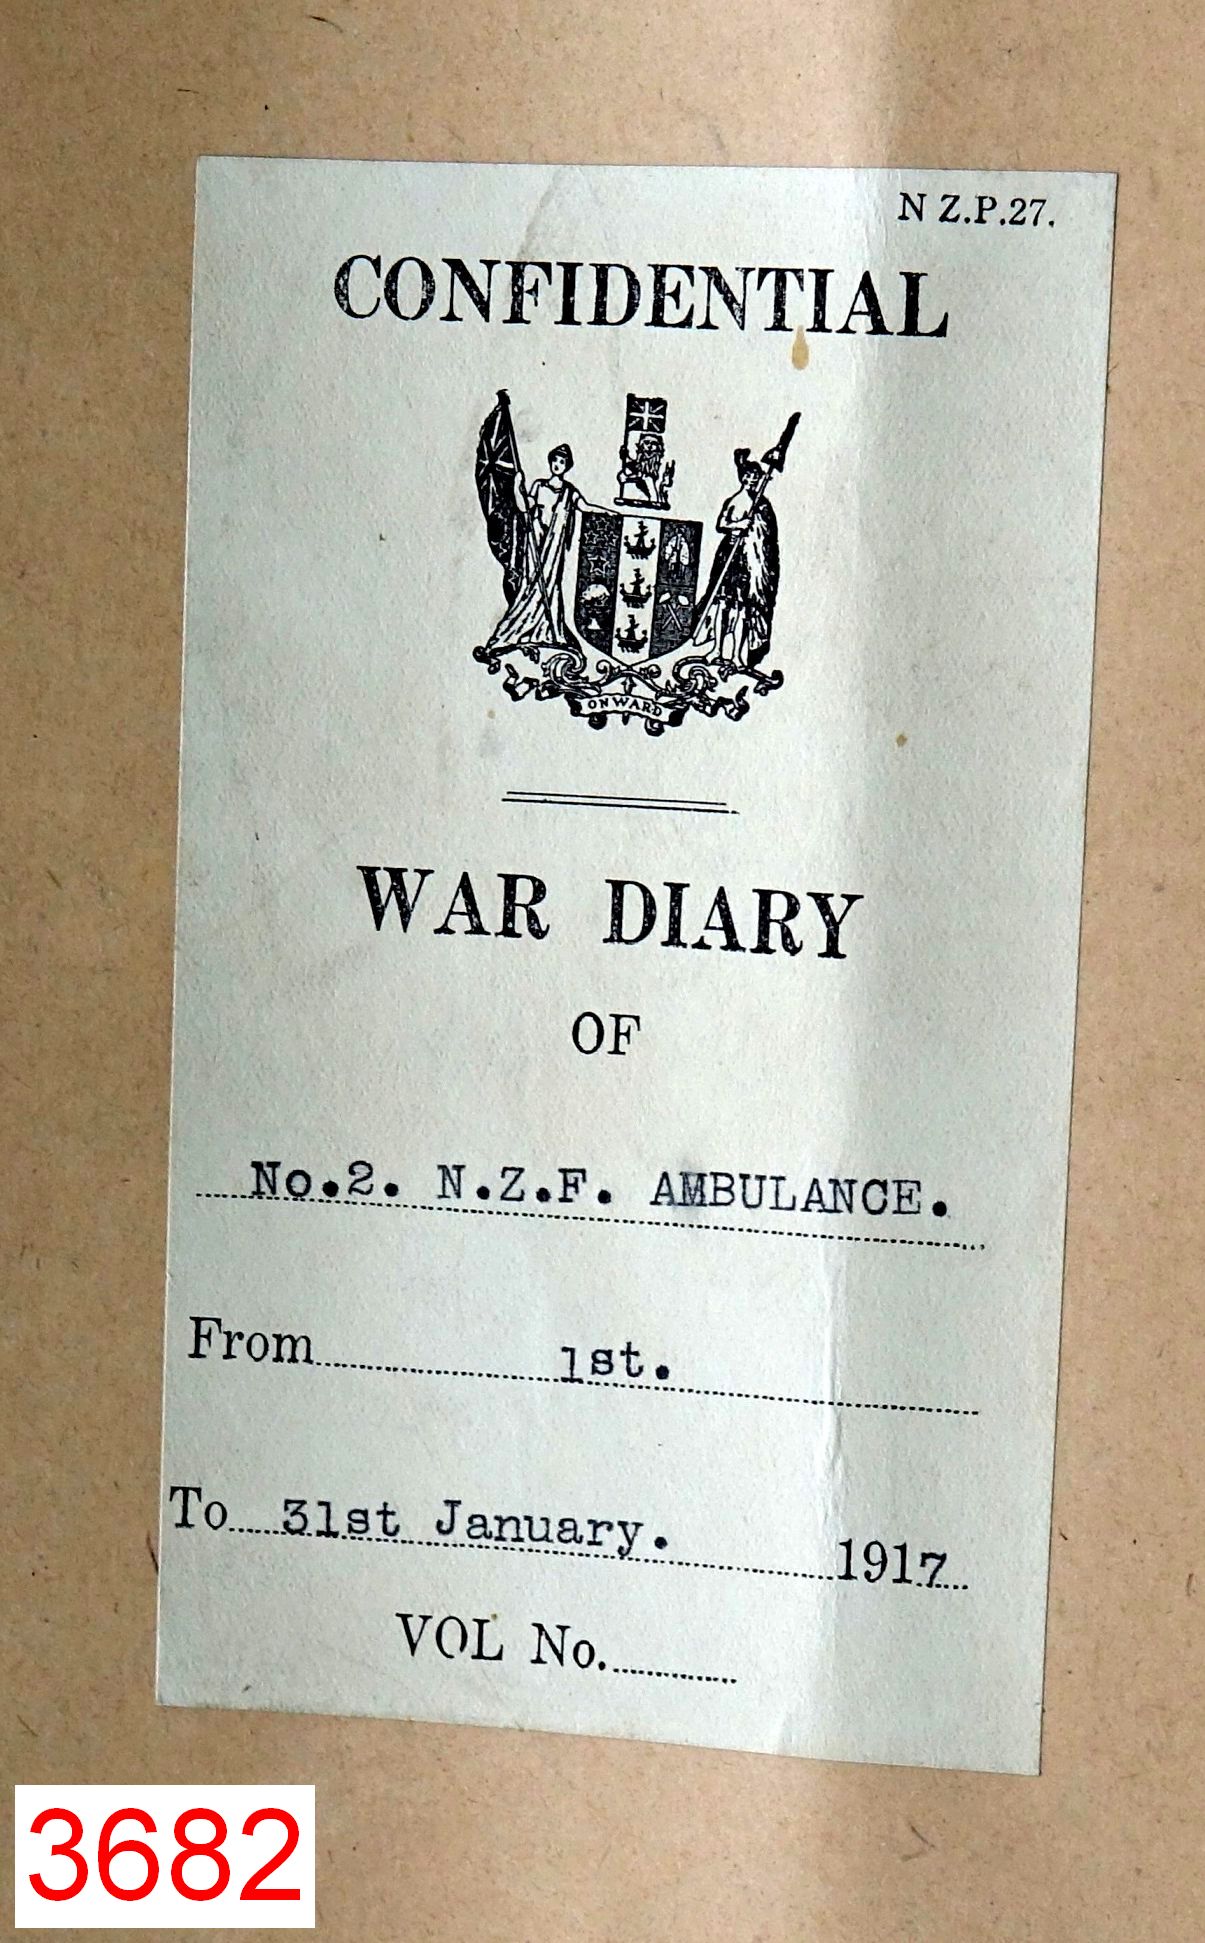 N Z.P.27.
CONFIDENTIAL
ONWARD
WAR DIARY
OF
No.2. N.Z.F. AMBULANCE.
From 1st.
To 31st January. 1917
VOL No.
3682